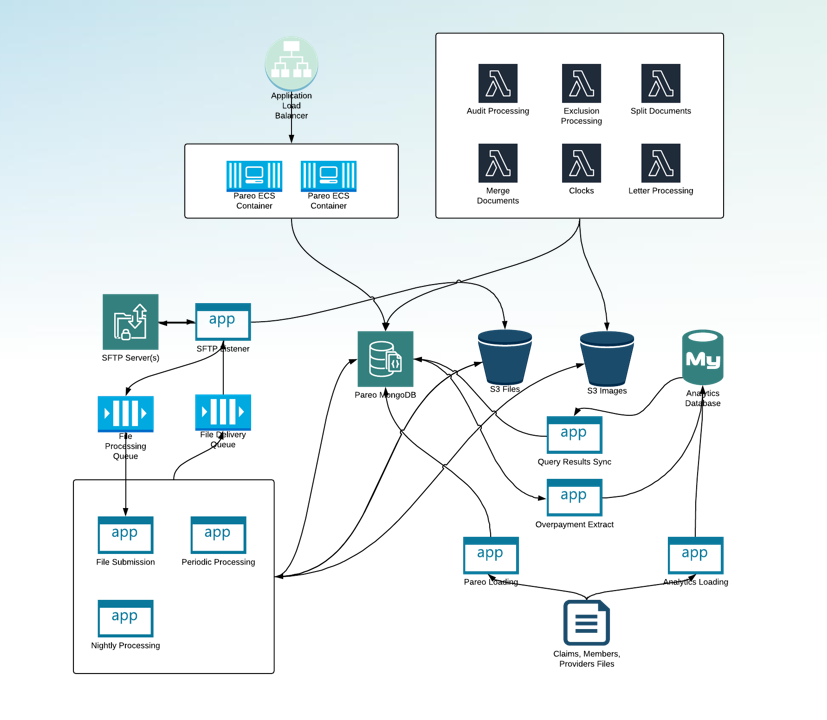 Application
Load
Balancer
Audit Processing
Exclusion
Processing
Split Documents
Pareo ECS
Container
Pareo ECS
Container
Merge
Documents
Clocks
Letter Processing
app
SFTP Server(s)
SFTP Listener
Pareo MongoDB
S3 Files
S3 Images
My
Analytics
Database
File
Processing
Queue
File Delivery
Queue
app
Query Results Sync
app
Overpayment Extract
app
File Submission
app
Periodic Processing
app
Pareo Loading
app
Analytics Loading
app
Nightly Processing
Claims, Members,
Providers Files